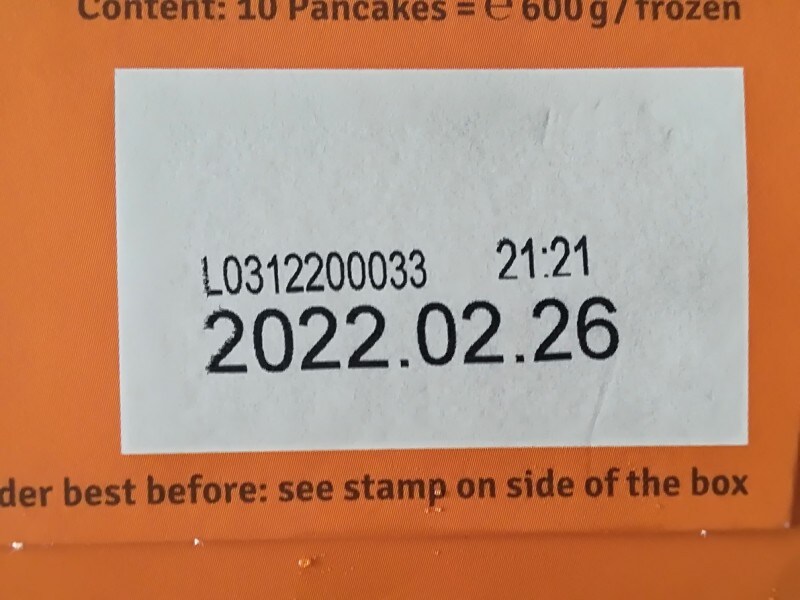 Content: 10 Pancakes = ℮ 600 g / frozen
L0312200033 21:21
2022.02.26
der best before: see stamp on side of the box